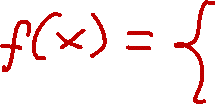 f(x) = {